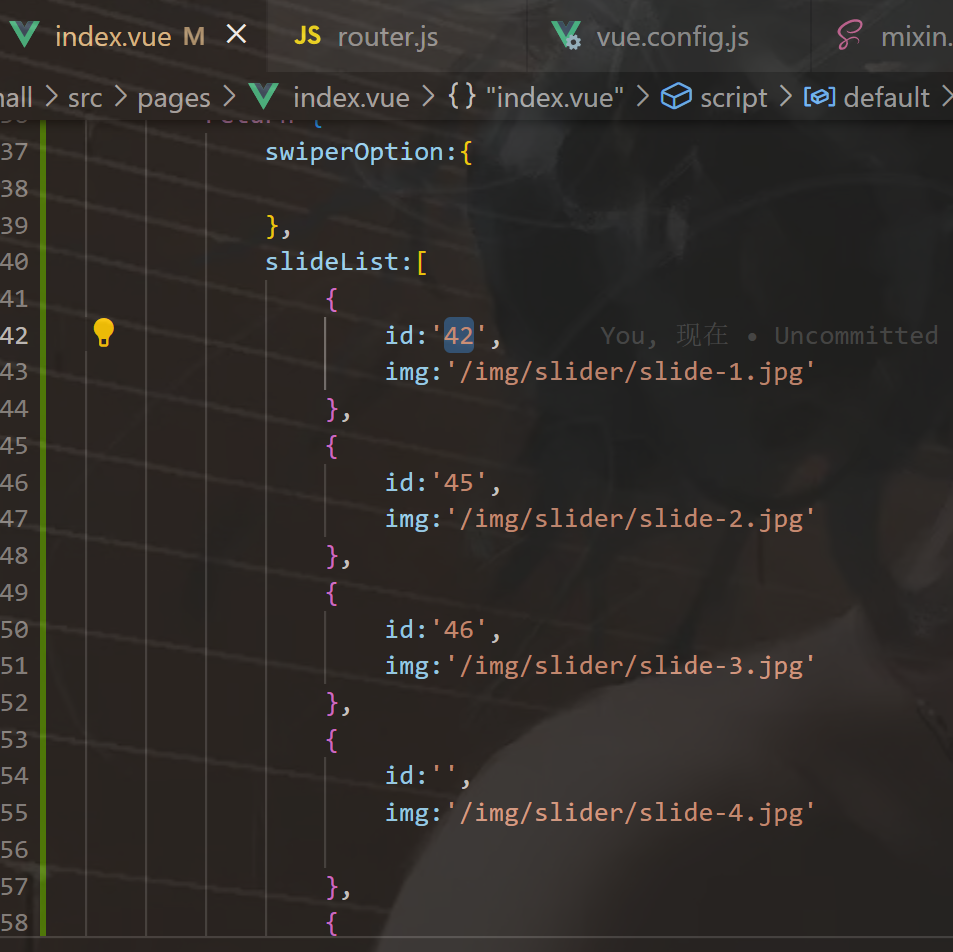 index.vue M JS router.js vue.config.js mixin.
all > src > pages > index.vue > {} "index.vue" > script > default >
37 swiperOption:{
38
39 },
40 slideList:[
41 {
42 id:'42', You, 现在 • Uncommitted
43 img:'/img/slider/slide-1.jpg'
44 },
45 {
46 id:'45',
47 img:'/img/slider/slide-2.jpg'
48 },
49 {
50 id:'46',
51 img:'/img/slider/slide-3.jpg'
52 },
53 {
54 id:'',
55 img:'/img/slider/slide-4.jpg'
56
57 },
58 {